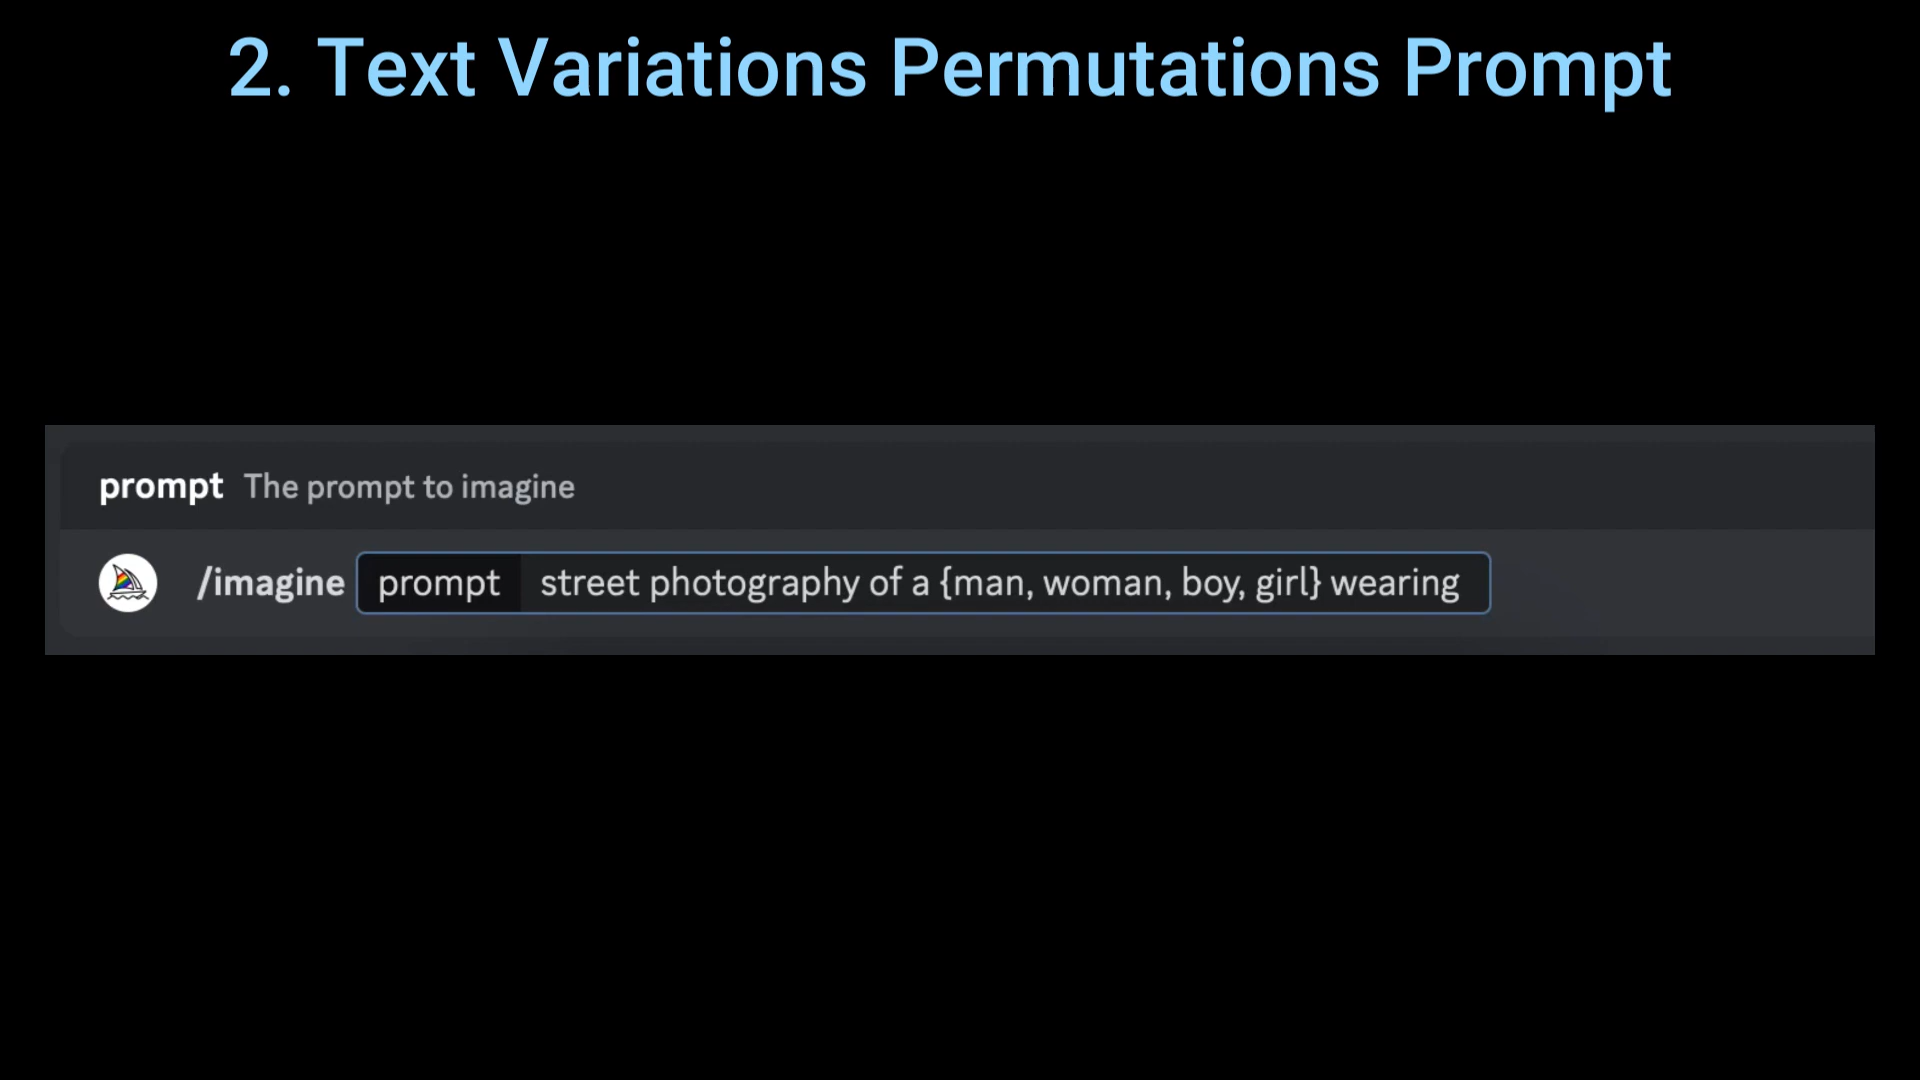 2. Text Variations Permutations Prompt
prompt The prompt to imagine
/imagine prompt street photography of a {man, woman, boy, girl} wearing